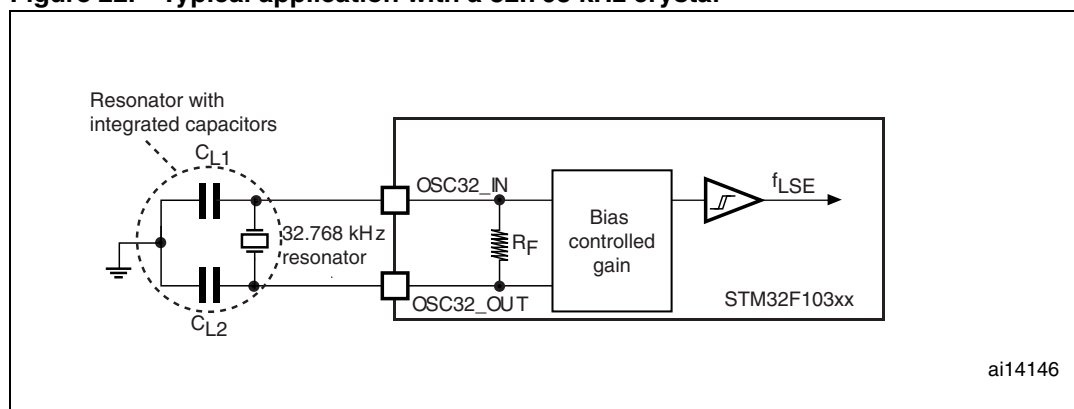 Figure 22. Typical application with a 32.768 kHz crystal
Resonator with
integrated capacitors
CL1
OSC32_IN
fLSE
32.768 kHz
resonator
RF
Bias
controlled
gain
OSC32_OUT
STM32F103xx
CL2
ai14146